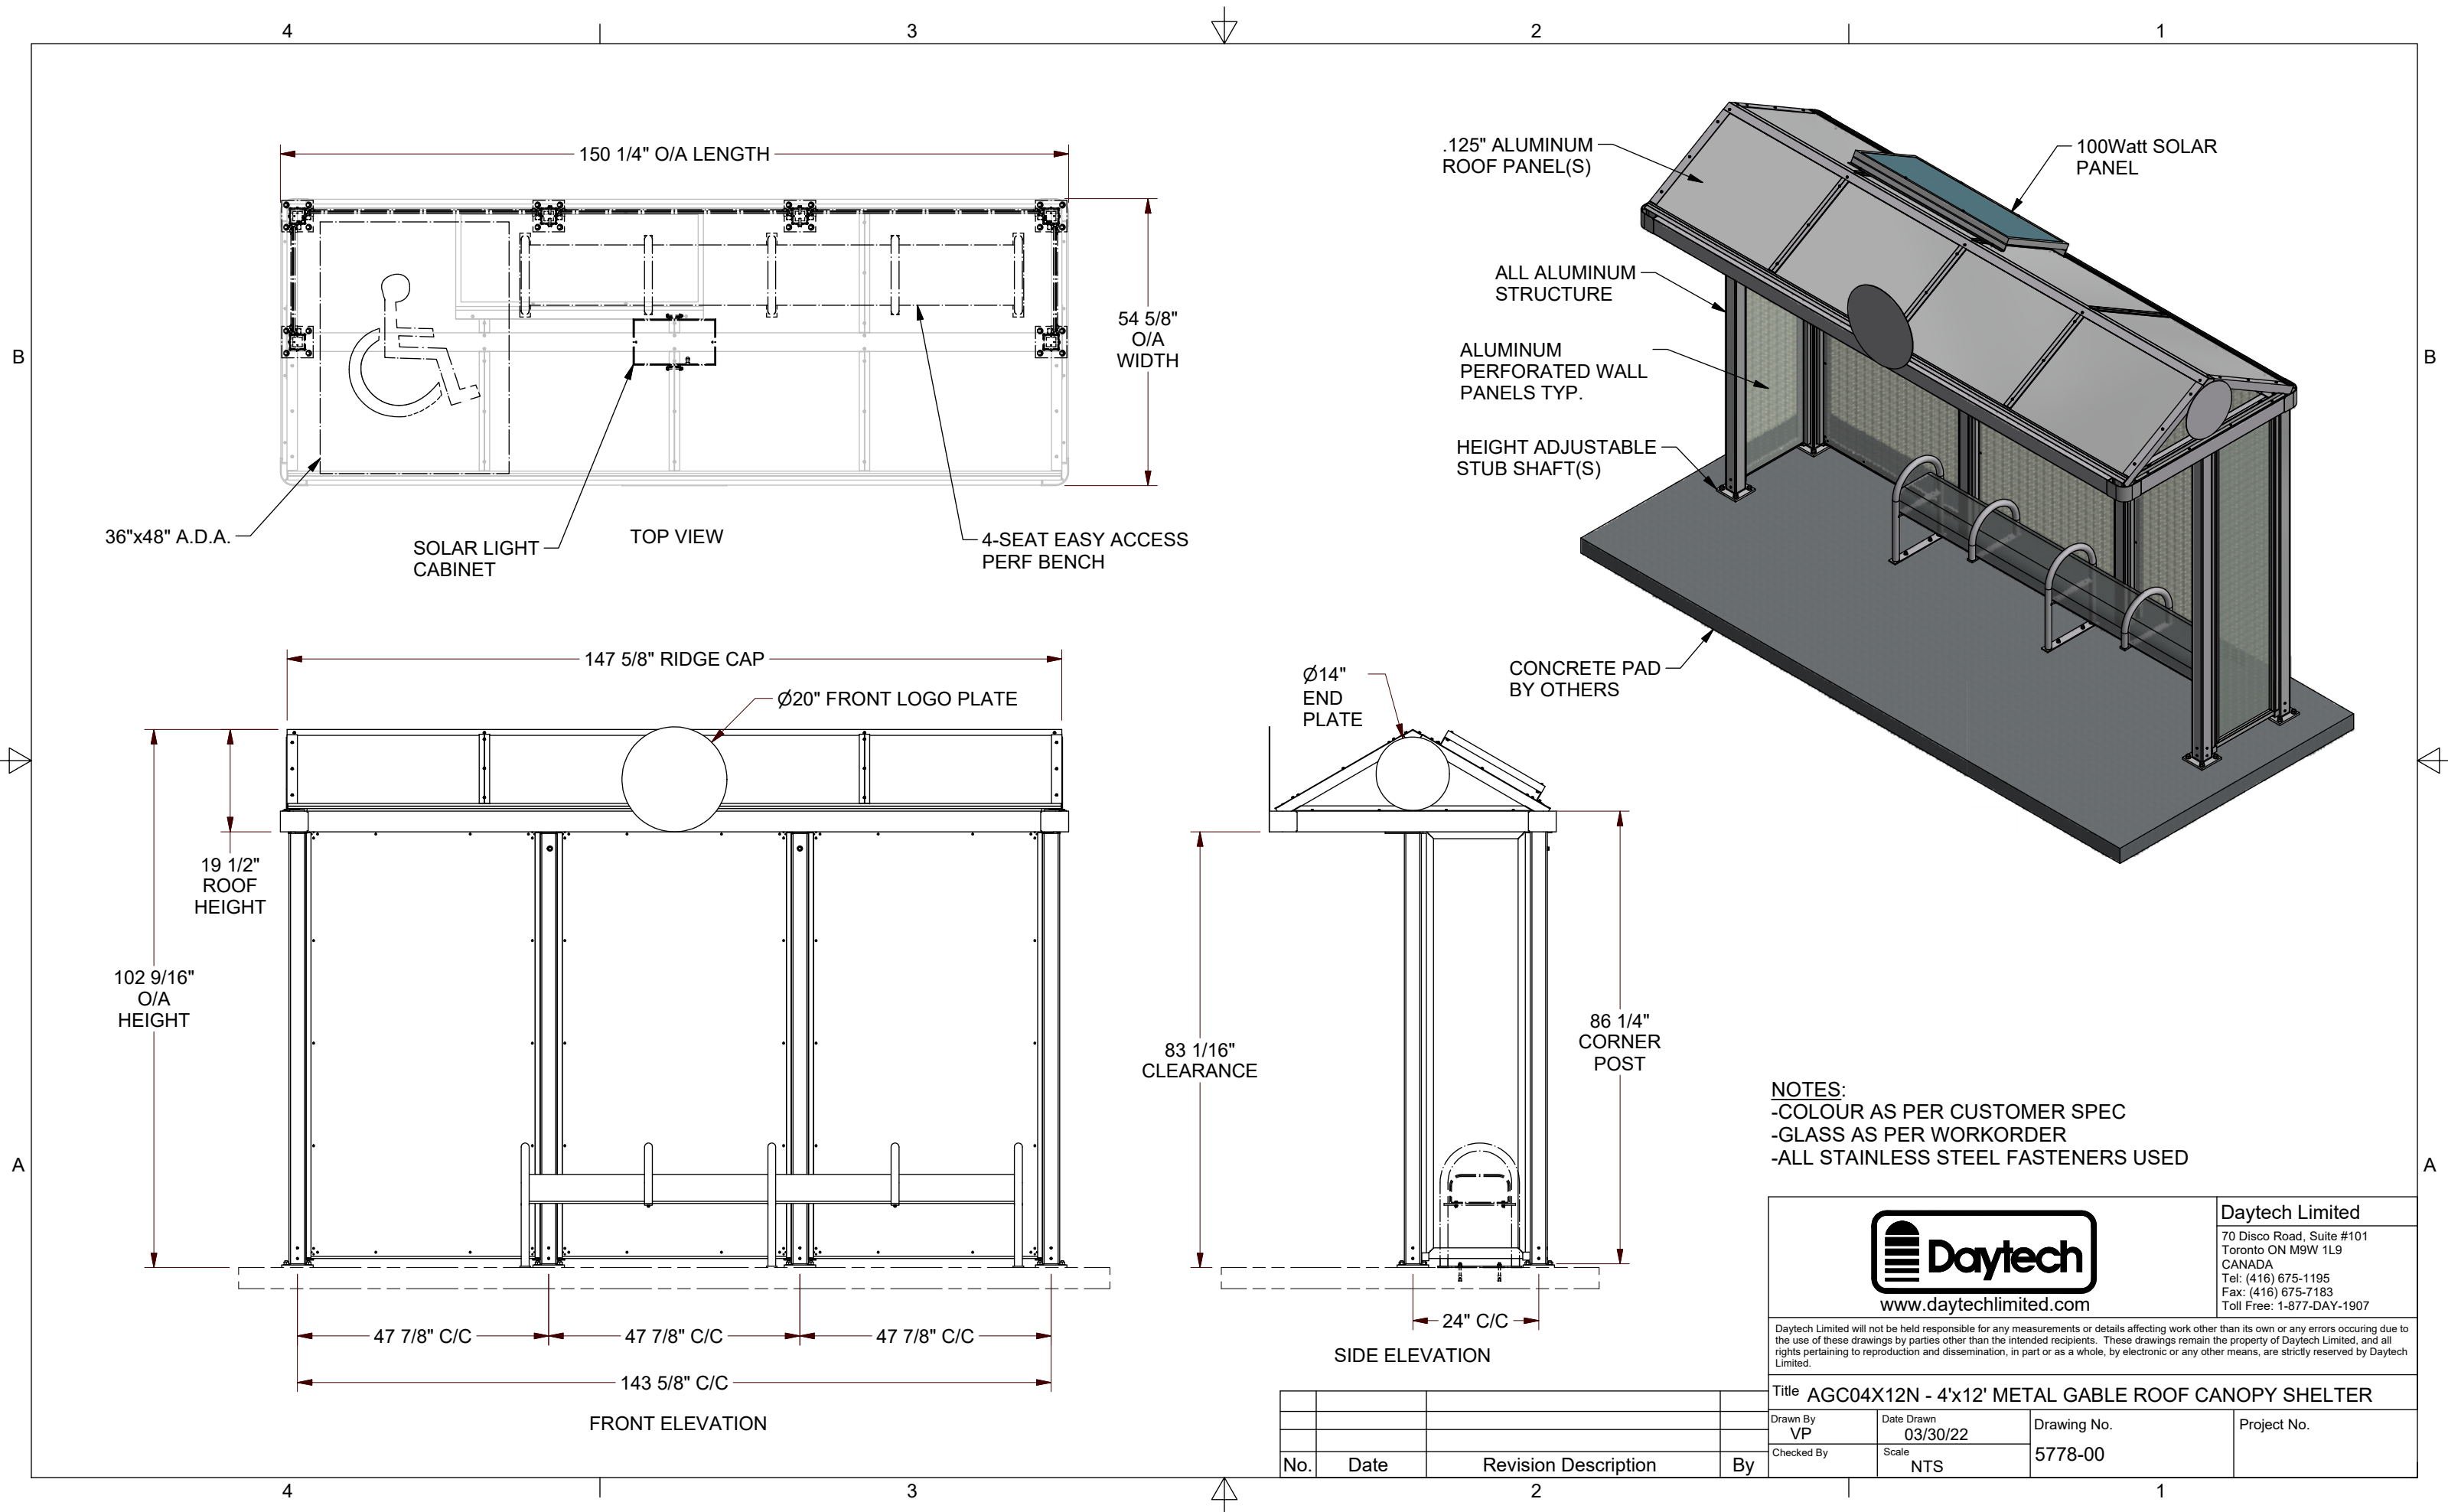 4
3
2
1
B
B
A
A
150 1/4" O/A LENGTH
54 5/8"
O/A
WIDTH
36"x48" A.D.A.
SOLAR LIGHT
CABINET
TOP VIEW
4-SEAT EASY ACCESS
PERF BENCH
.125" ALUMINUM
ROOF PANEL(S)
100Watt SOLAR
PANEL
ALL ALUMINUM
STRUCTURE
ALUMINUM
PERFORATED WALL
PANELS TYP.
HEIGHT ADJUSTABLE
STUB SHAFT(S)
CONCRETE PAD
BY OTHERS
147 5/8" RIDGE CAP
Ø20" FRONT LOGO PLATE
19 1/2"
ROOF
HEIGHT
102 9/16"
O/A
HEIGHT
47 7/8" C/C
47 7/8" C/C
47 7/8" C/C
143 5/8" C/C
FRONT ELEVATION
Ø14"
END
PLATE
83 1/16"
CLEARANCE
86 1/4"
CORNER
POST
24" C/C
SIDE ELEVATION
NOTES:
-COLOUR AS PER CUSTOMER SPEC
-GLASS AS PER WORKORDER
-ALL STAINLESS STEEL FASTENERS USED
Daytech
www.daytechlimited.com
Daytech Limited
70 Disco Road, Suite #101
Toronto ON M9W 1L9
CANADA
Tel: (416) 675-1195
Fax: (416) 675-7183
Toll Free: 1-877-DAY-1907
Daytech Limited will not be held responsible for any measurements or details affecting work other than its own or any errors occuring due to
the use of these drawings by parties other than the intended recipients. These drawings remain the property of Daytech Limited, and all
rights pertaining to reproduction and dissemination, in part or as a whole, by electronic or any other means, are strictly reserved by Daytech
Limited.
Title AGC04X12N - 4'x12' METAL GABLE ROOF CANOPY SHELTER
Drawn By
VP
Date Drawn
03/30/22
Drawing No.
5778-00
Project No.
Checked By
Scale
NTS
No. Date Revision Description By
4
3
2
1